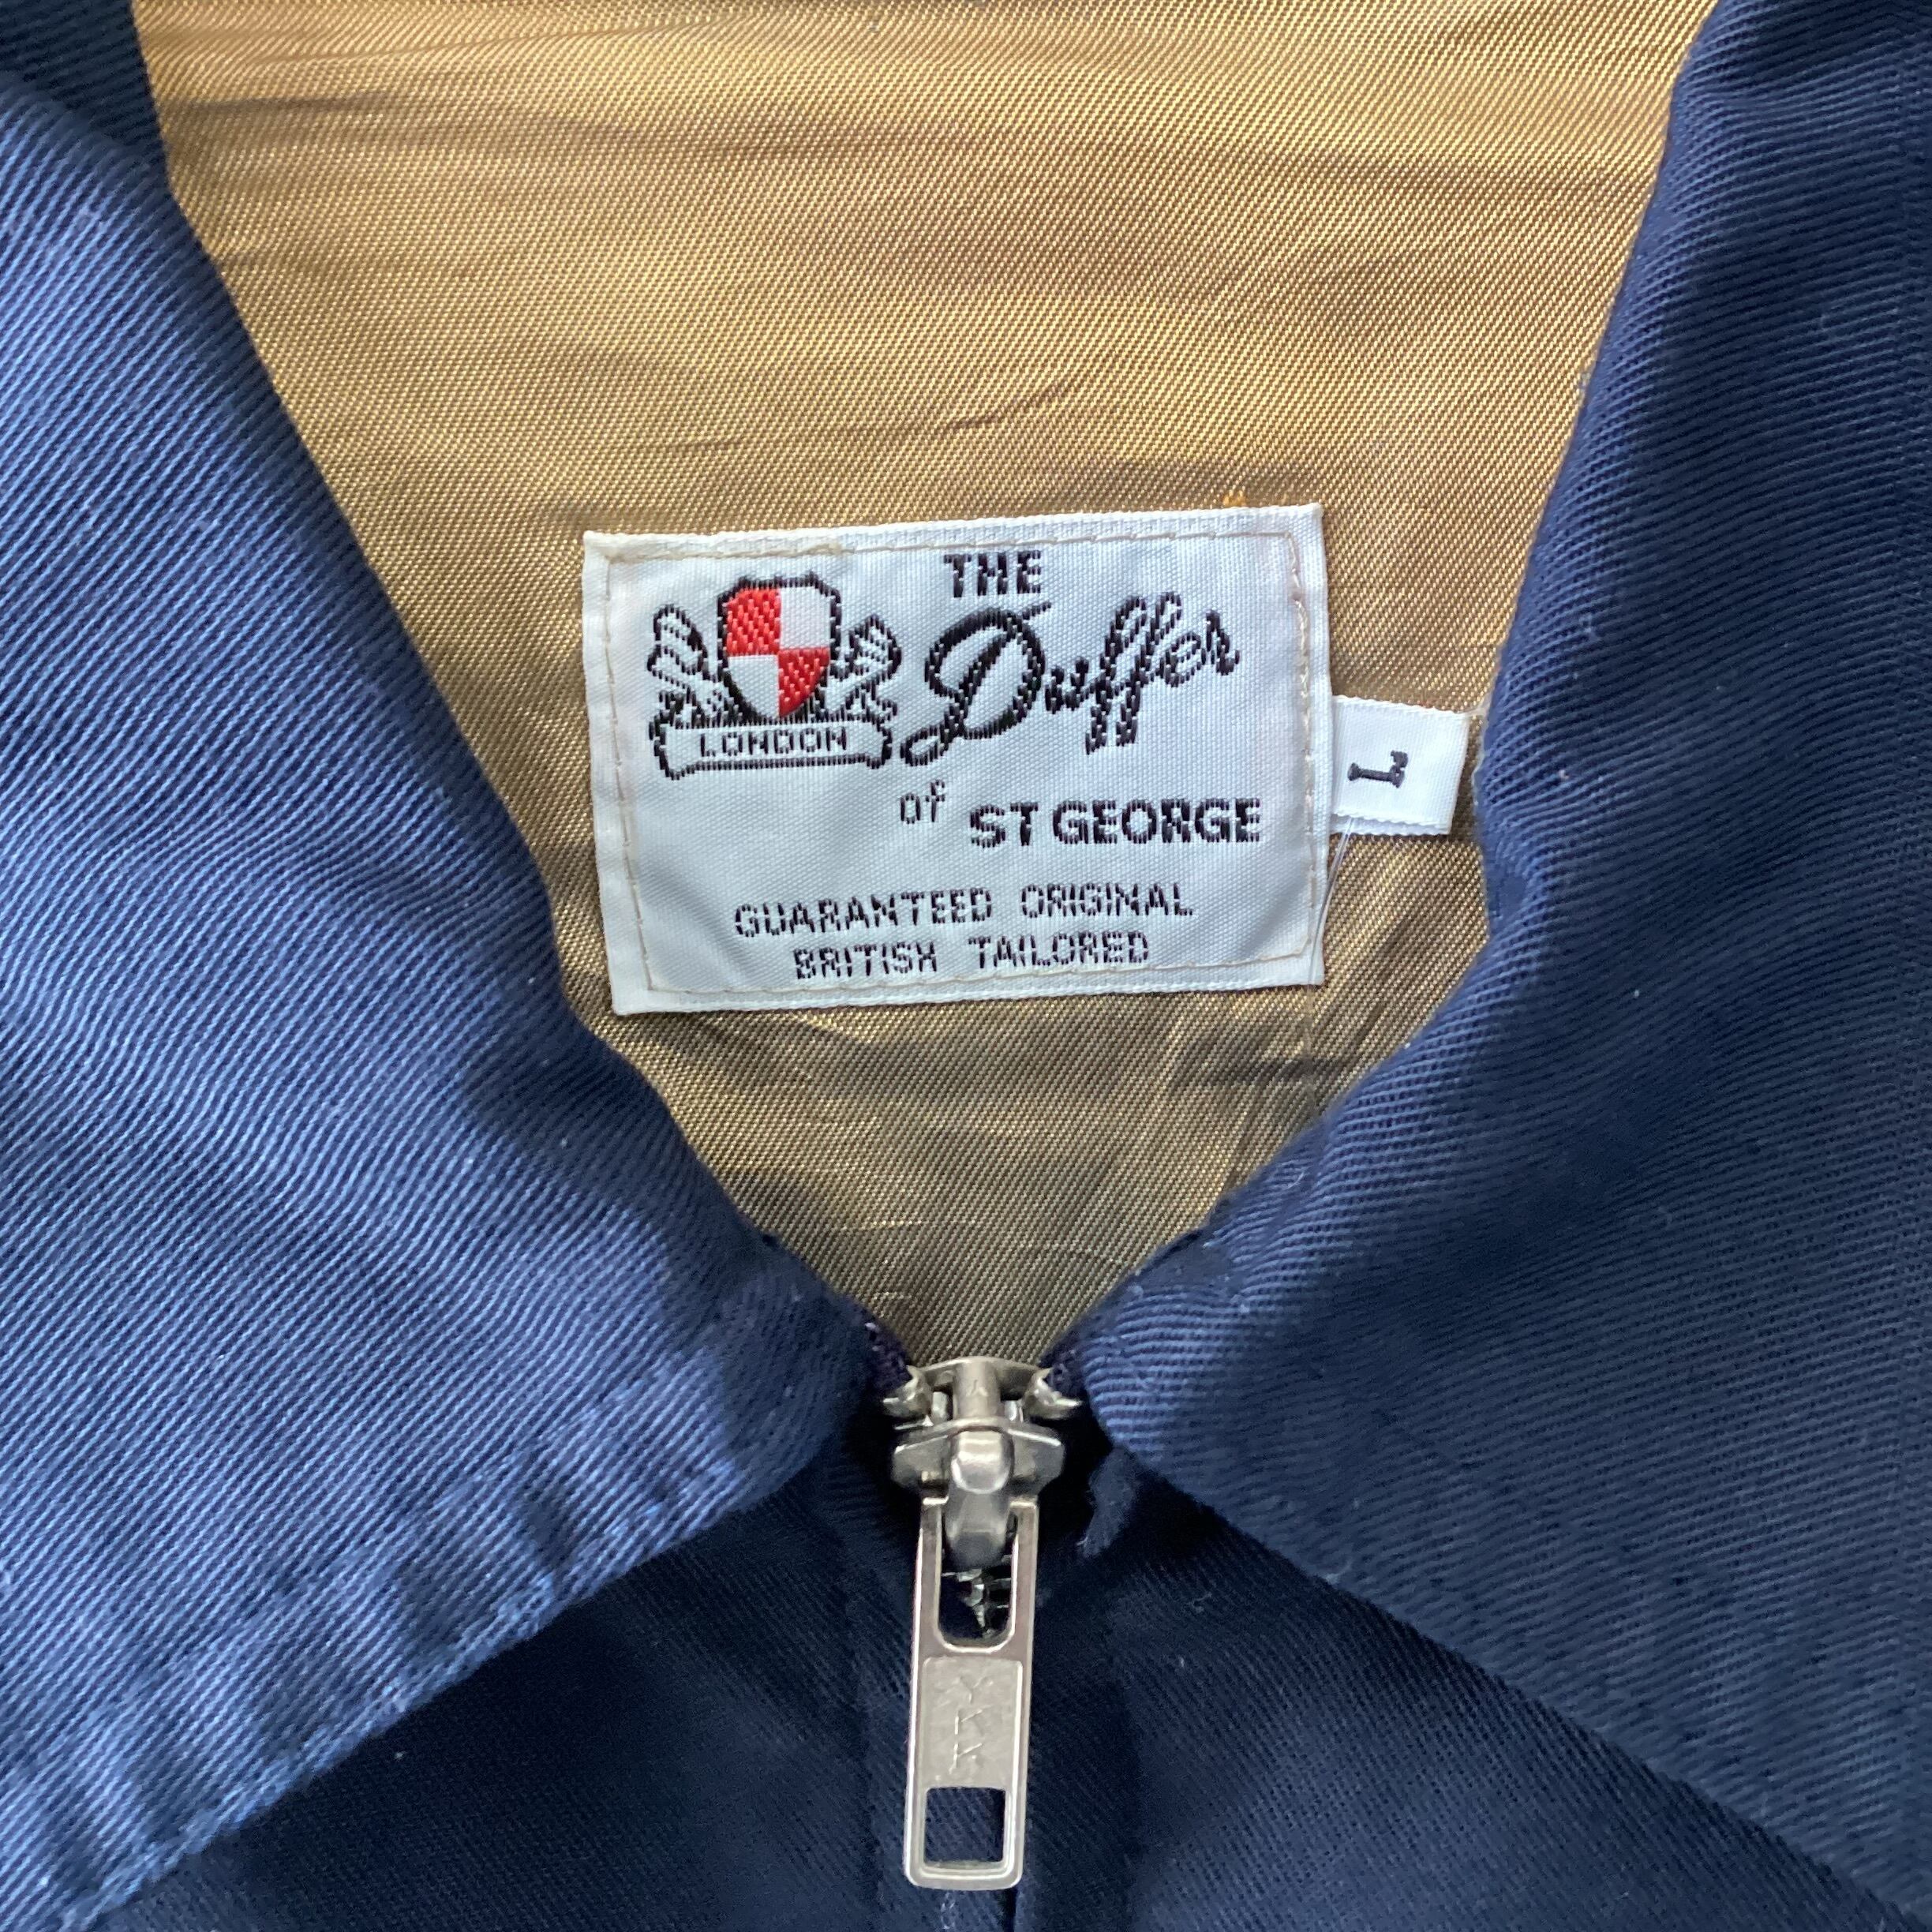 THE
Duffer
LONDON
of ST GEORGE
L
GUARANTEED ORIGINAL
BRITISH TAILORED
YKK